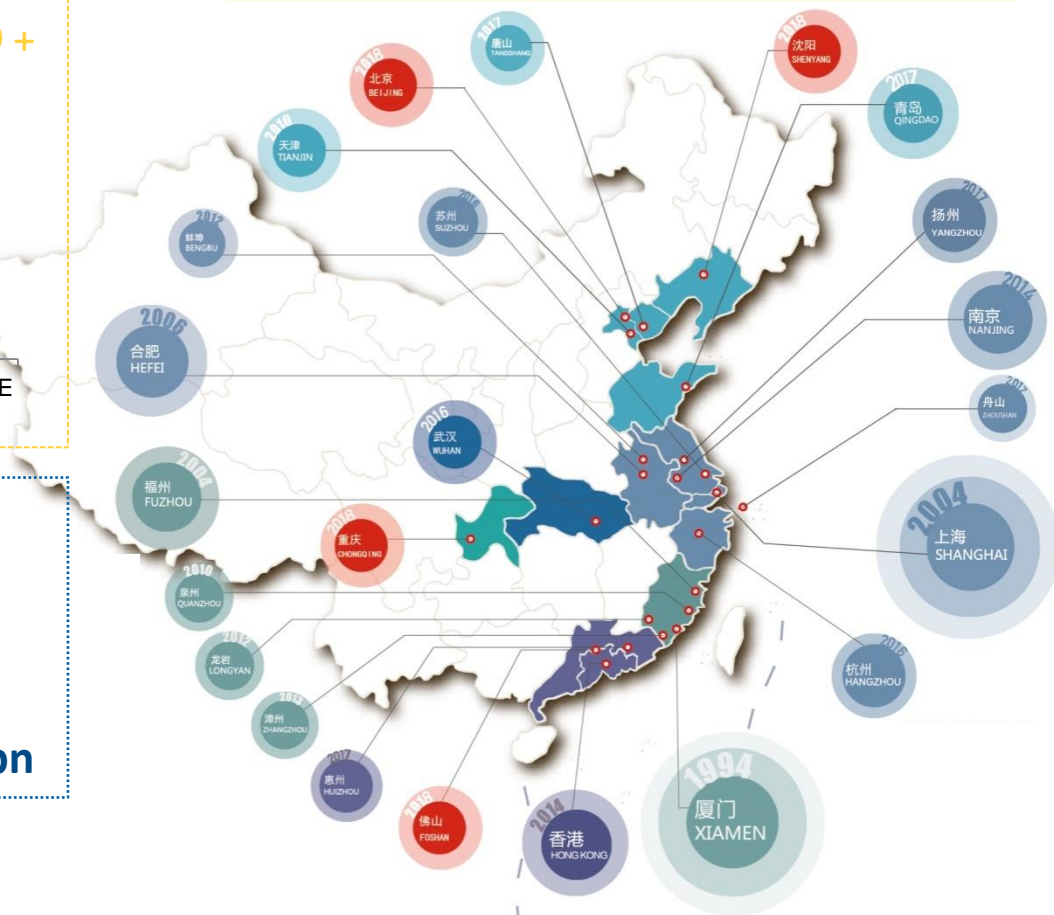 +
2017
唐山
TANGSHANG
2018
沈阳
SHENYANG
2018
北京
BEIJING
2017
青岛
QINGDAO
2010
天津
TIANJIN
苏州
SUZHOU
2017
扬州
YANGZHOU
2012
蚌埠
BENGBU
2014
南京
NANJING
2006
合肥
HEFEI
E
舟山
ZHOUSHAN
2016
武汉
WUHAN
2004
福州
FUZHOU
2018
重庆
CHONGQING
2004
上海
SHANGHAI
2010
泉州
QUANZHOU
2012
龙岩
LONGYAN
2016
杭州
HANGZHOU
2013
漳州
ZHANGZHOU
on
2017
惠州
HUIZHOU
2018
佛山
FOSHAN
2014
香港
HONG KONG
1994
厦门
XIAMEN